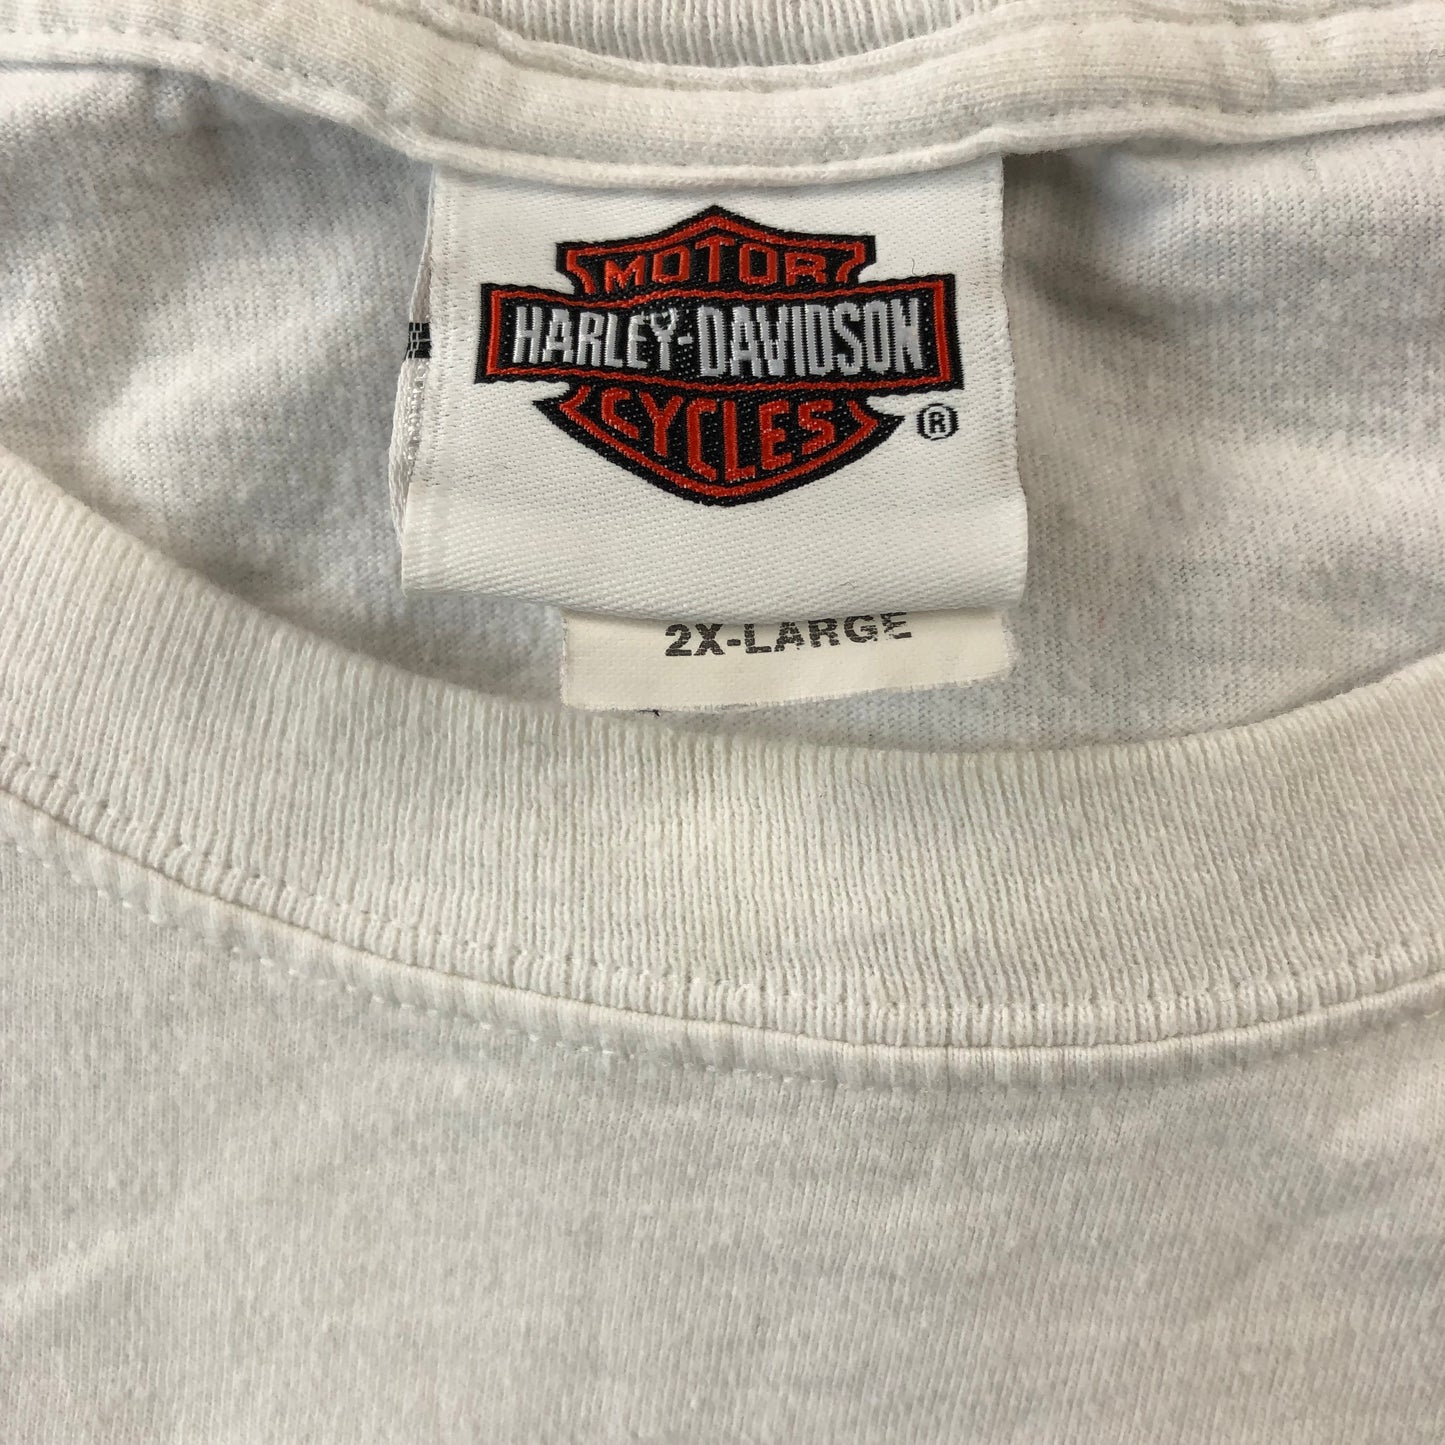 MOTOR
HARLEY-DAVIDSON
CYCLES
®
2X-LARGE